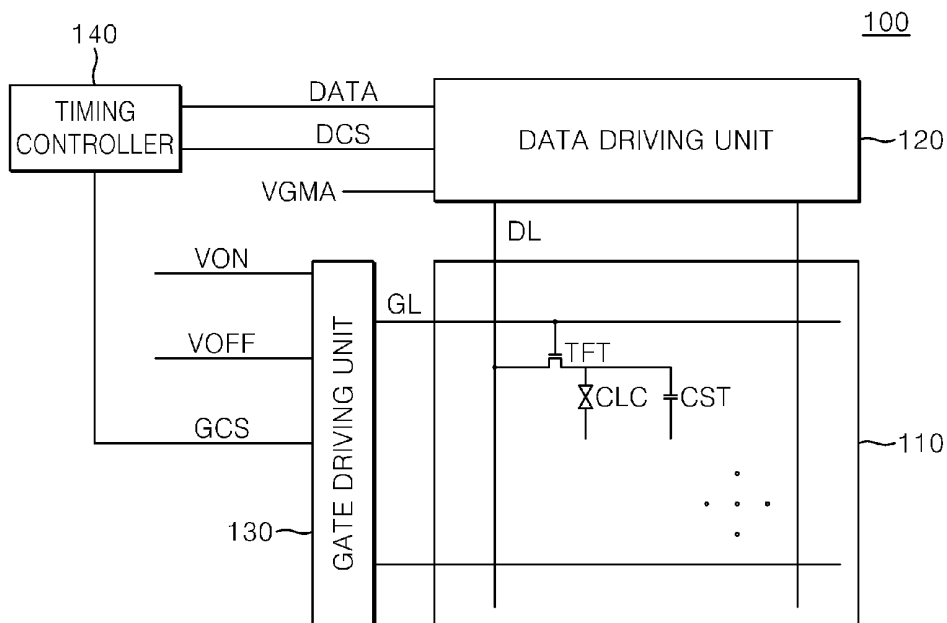 100
140
TIMING
CONTROLLER
DATA
DCS
VGMA
DATA DRIVING UNIT
120
DL
VON
VOFF
GCS
GATE DRIVING UNIT
130
GL
TFT
CLC
CST
110